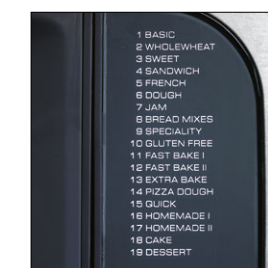 1 BASIC
2 WHOLEWHEAT
3 SWEET
4 SANDWICH
5 FRENCH
6 DOUGH
7 JAM
8 BREAD MIXES
9 SPECIALITY
10 GLUTEN FREE
11 FAST BAKE I
12 FAST BAKE II
13 EXTRA BAKE
14 PIZZA DOUGH
15 QUICK
16 HOMEMADE I
17 HOMEMADE II
18 CAKE
19 DESSERT